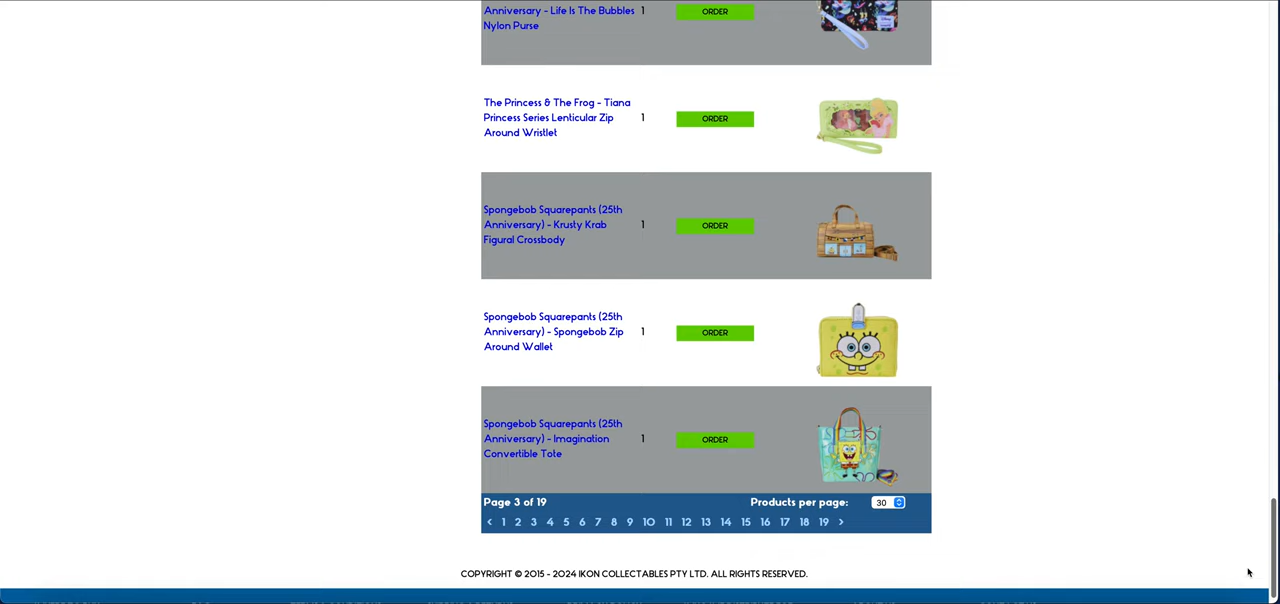 Anniversary - Life Is The Bubbles 1 ORDER
Nylon Purse
The Princess & The Frog - Tiana
Princess Series Lenticular Zip 1 ORDER
Around Wristlet
Spongebob Squarepants (25th
Anniversary) - Krusty Krab 1 ORDER
Figural Crossbody
Spongebob Squarepants (25th
Anniversary) - Spongebob Zip 1 ORDER
Around Wallet
Spongebob Squarepants (25th
Anniversary) - Imagination 1 ORDER
Convertible Tote
Page 3 of 19 Products per page: 30
< 1 2 3 4 5 6 7 8 9 10 11 12 13 14 15 16 17 18 19 >
COPYRIGHT © 2015 - 2024 IKON COLLECTABLES PTY LTD. ALL RIGHTS RESERVED.